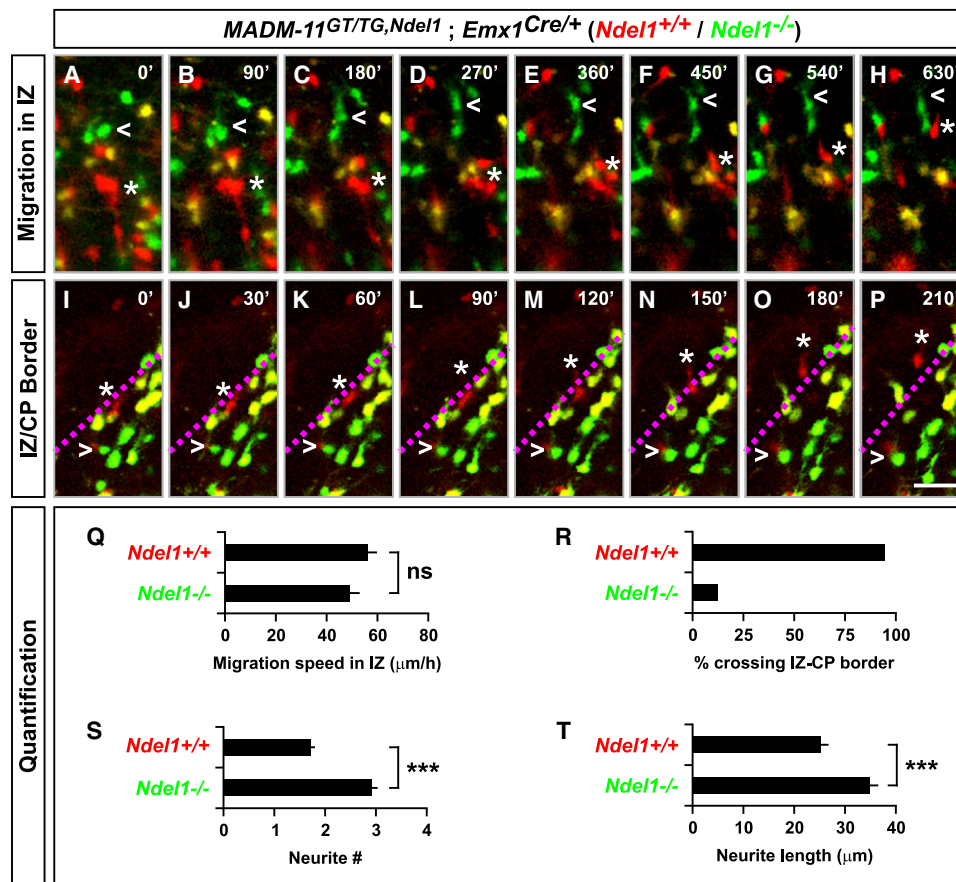 MADM-11GT/TG,Ndel1 ; Emx1Cre/+ (Ndel1+/+ / Ndel1-/-)
Migration in IZ
A 0'
B 90'
C 180'
D 270'
E 360'
F 450'
G 540'
H 630'
< < < < < < < <
* * * * * * * *
IZ/CP Border
I 0'
J 30'
K 60'
L 90'
M 120'
N 150'
O 180'
P 210'
* * * * * * * *
> > > > > > > >
Quantification
Q
Ndel1+/+
Ndel1-/-
ns
0 20 40 60 80
Migration speed in IZ (μm/h)
R
Ndel1+/+
Ndel1-/-
0 25 50 75 100
% crossing IZ-CP border
S
Ndel1+/+
Ndel1-/-
***
0 1 2 3 4
Neurite #
T
Ndel1+/+
Ndel1-/-
***
0 10 20 30 40
Neurite length (μm)